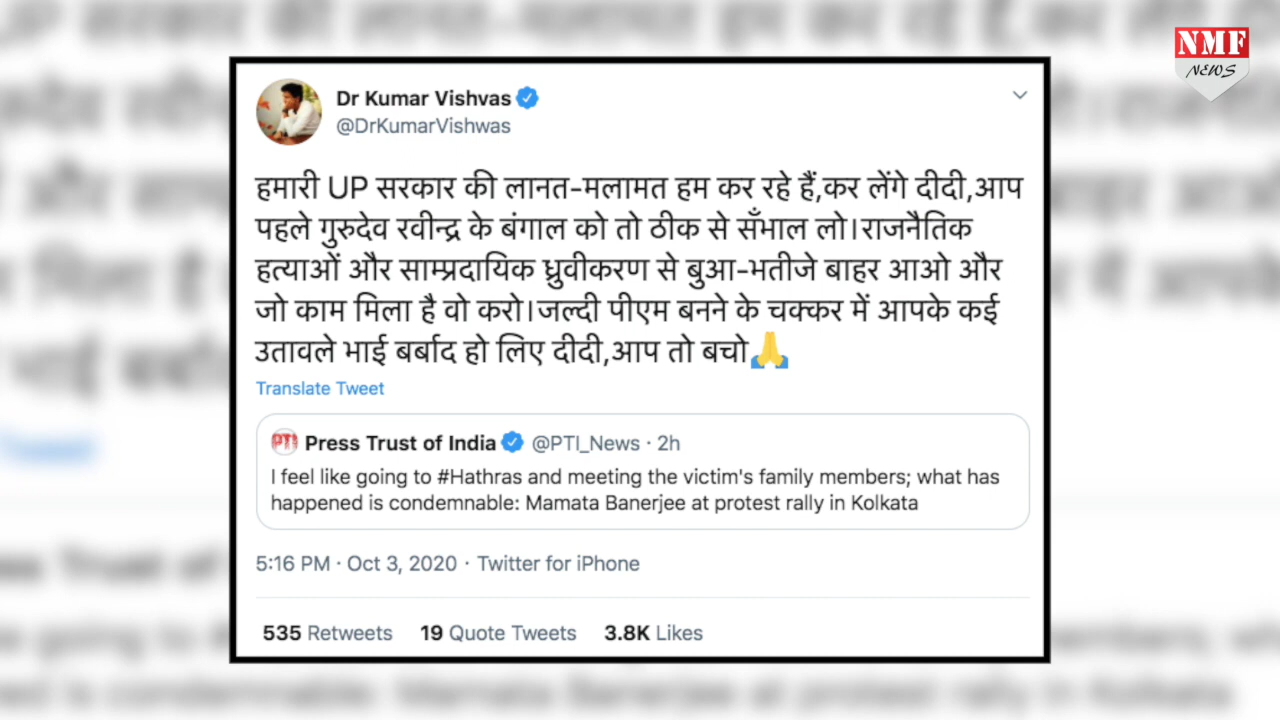 NMF
NEWS
Dr Kumar Vishvas
@DrKumarVishwas
हमारी UP सरकार की लानत-मलामत हम कर रहे हैं,कर लेंगे दीदी,आप
पहले गुरुदेव रवीन्द्र के बंगाल को तो ठीक से सँभाल लो।राजनैतिक
हत्याओं और साम्प्रदायिक ध्रुवीकरण से बुआ-भतीजे बाहर आओ और
जो काम मिला है वो करो।जल्दी पीएम बनने के चक्कर में आपके कई
उतावले भाई बर्बाद हो लिए दीदी,आप तो बचो🙏
Translate Tweet
PTI Press Trust of India @PTI_News · 2h
I feel like going to #Hathras and meeting the victim's family members; what has
happened is condemnable: Mamata Banerjee at protest rally in Kolkata
5:16 PM · Oct 3, 2020 · Twitter for iPhone
535 Retweets 19 Quote Tweets 3.8K Likes